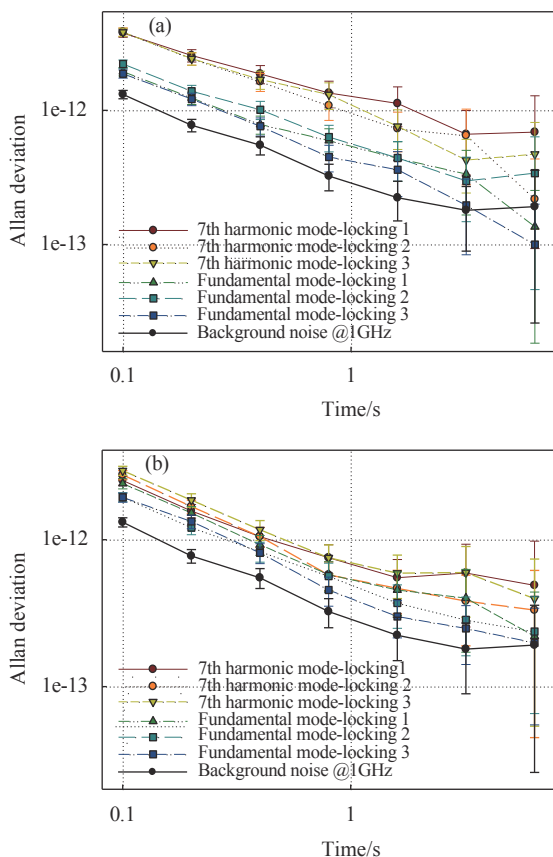 (a)
1e-12
1e-13
Allan deviation
7th harmonic mode-locking 1
7th harmonic mode-locking 2
7th harmonic mode-locking 3
Fundamental mode-locking 1
Fundamental mode-locking 2
Fundamental mode-locking 3
Background noise @1GHz
0.1
1
Time/s
(b)
1e-12
1e-13
Allan deviation
7th harmonic mode-locking1
7th harmonic mode-locking 2
7th harmonic mode-locking 3
Fundamental mode-locking 1
Fundamental mode-locking 2
Fundamental mode-locking 3
Background noise @1GHz
0.1
1
Time/s